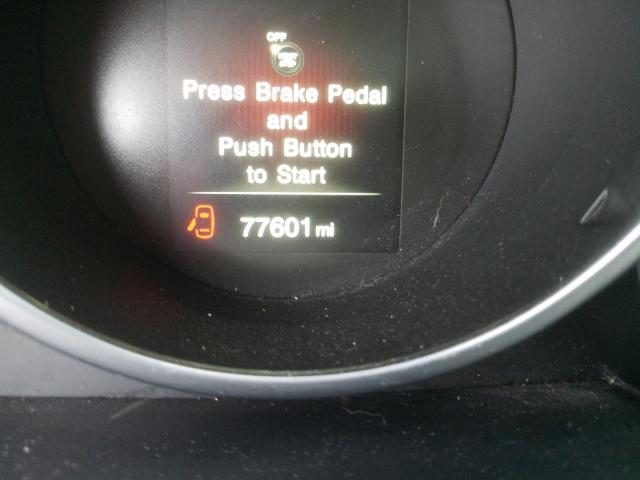 OFF
Press Brake Pedal
and
Push Button
to Start
77601 mi